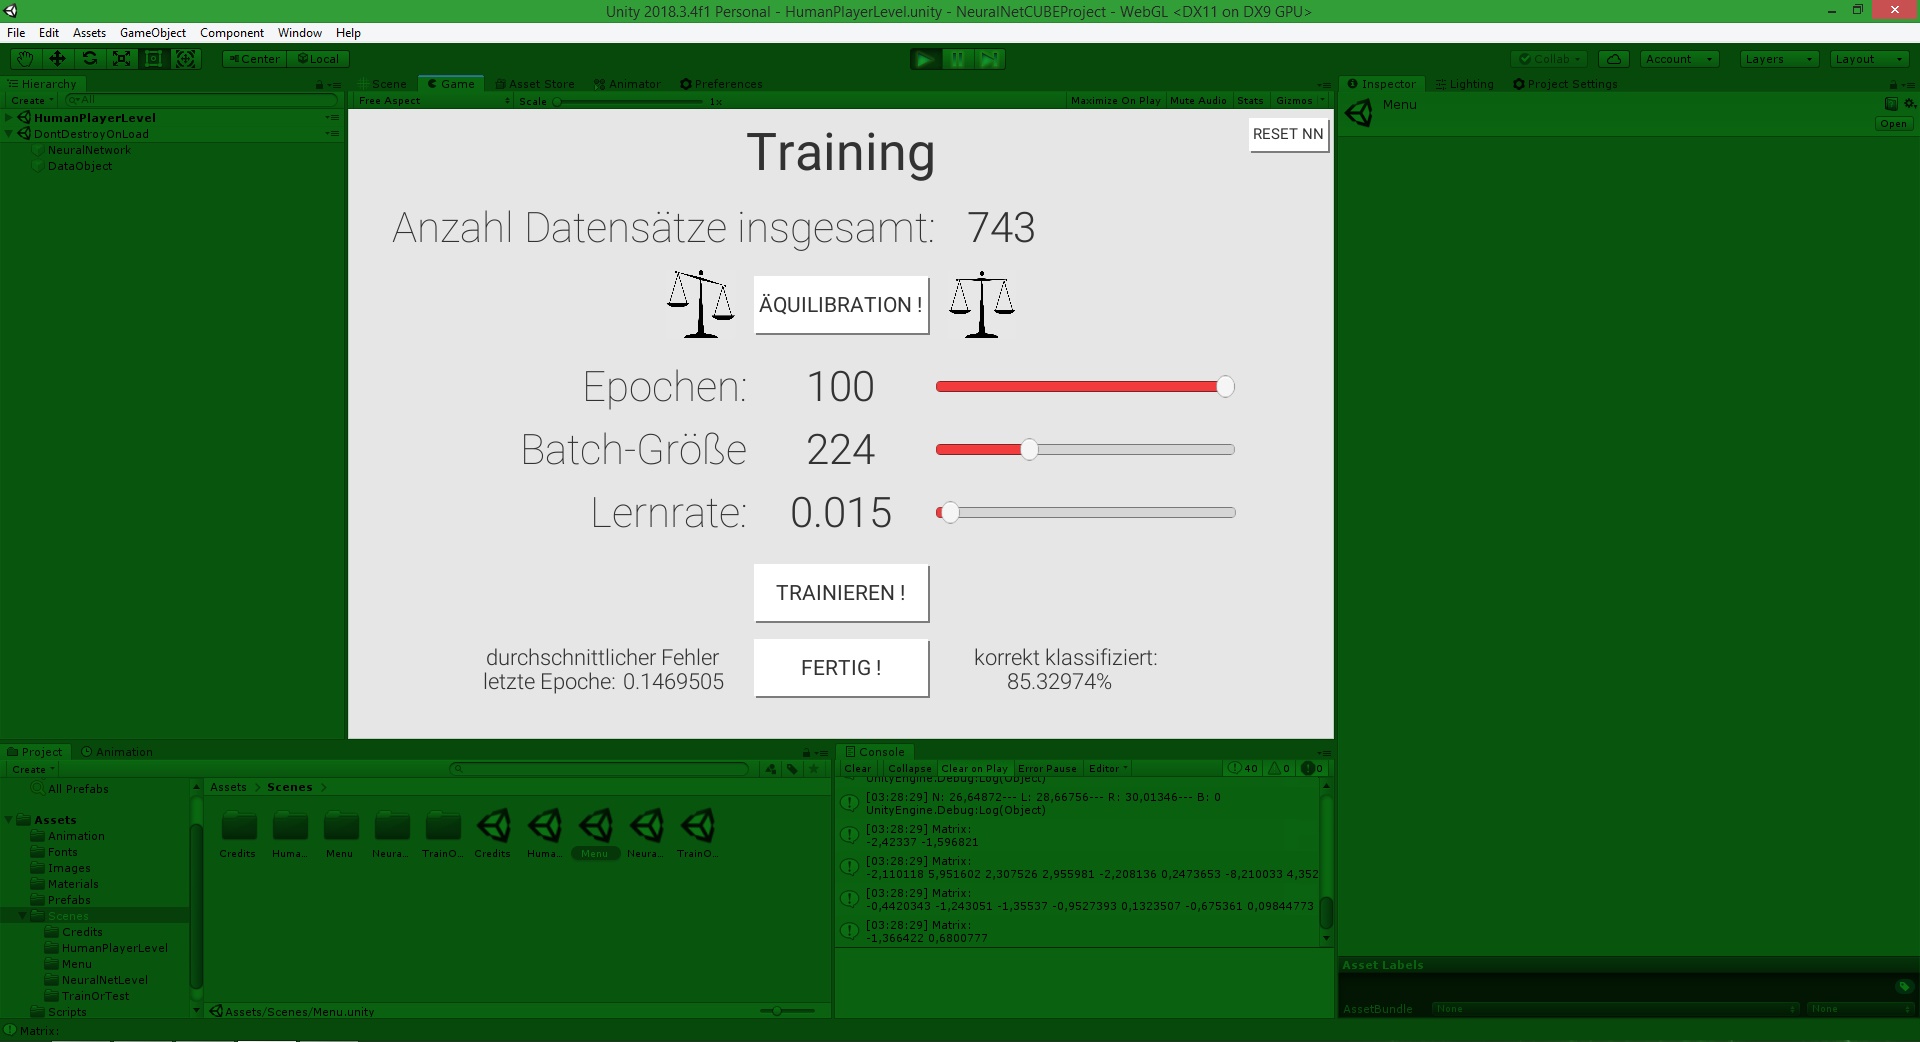 Unity 2018.3.4f1 Personal - HumanPlayerLevel.unity - NeuralNetCUBEProject - WebGL <DX11 on DX9 GPU>
File Edit Assets GameObject Component Window Help
Center Local Collab Account Layers Layout
Hierarchy
Create All
HumanPlayerLevel
DontDestroyOnLoad
NeuralNetwork
DataObject
Scene Game Asset Store Animator Preferences
Free Aspect Scale 1x Maximize On Play Mute Audio Stats Gizmos
Training
RESET NN
Anzahl Datensätze insgesamt: 743
ÄQUILIBRATION !
Epochen: 100
Batch-Größe 224
Lernrate: 0.015
TRAINIEREN !
durchschnittlicher Fehler
letzte Epoche: 0.1469505
FERTIG !
korrekt klassifiziert:
85.32974%
Inspector Lighting Project Settings
Menu
Open
Project Animation
Create
All Prefabs
Assets
Animation
Fonts
Images
Materials
Prefabs
Scenes
Credits
HumanPlayerLevel
Menu
NeuralNetLevel
TrainOrTest
Scripts
Assets > Scenes >
Credits Huma... Menu Neura... TrainO... Credits Huma... Menu Neura... TrainO...
Assets/Scenes/Menu.unity
Console
Clear Collapse Clear on Play Error Pause Editor 40 0 0
UnityEngine.Debug:Log(Object)
[03:28:29] N: 26,64872--- L: 28,66756--- R: 30,01346--- B: 0
UnityEngine.Debug:Log(Object)
[03:28:29] Matrix:
-2,42337 -1,596821
[03:28:29] Matrix:
-2,110118 5,951602 2,307526 2,955981 -2,208136 0,2473653 -8,210033 4,352
[03:28:29] Matrix:
-0,4420343 -1,243051 -1,35537 -0,9527393 0,1323507 -0,675361 0,09844773
[03:28:29] Matrix:
-1,366422 0,6800777
Asset Labels
AssetBundle None None
Matrix: